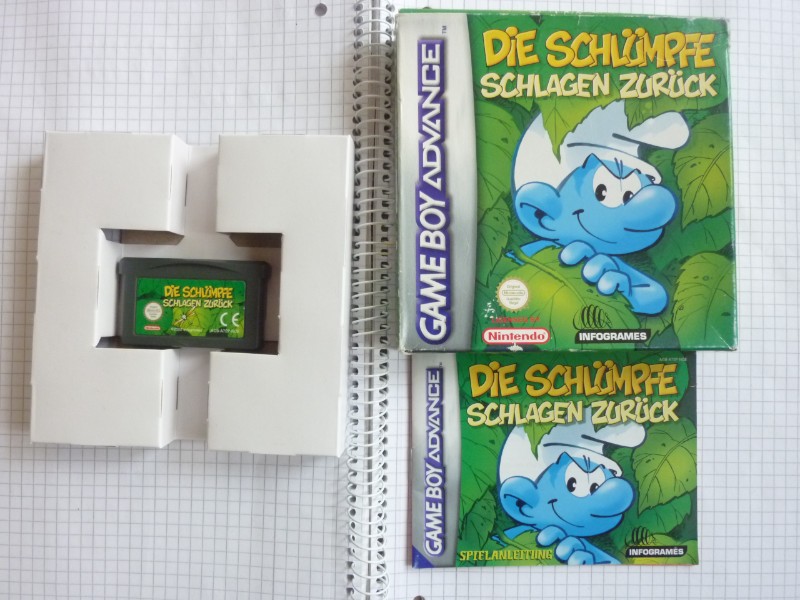 DIE SCHLÜMPFE
SCHLAGEN ZURÜCK
GAME BOY ADVANCE
Nintendo
INFOGRAMES
DIE SCHLÜMPFE
SCHLAGEN ZURÜCK
CE
DIE SCHLÜMPFE
SCHLAGEN ZURÜCK
GAME BOY ADVANCE
SPIELANLEITUNG
INFOGRAMES